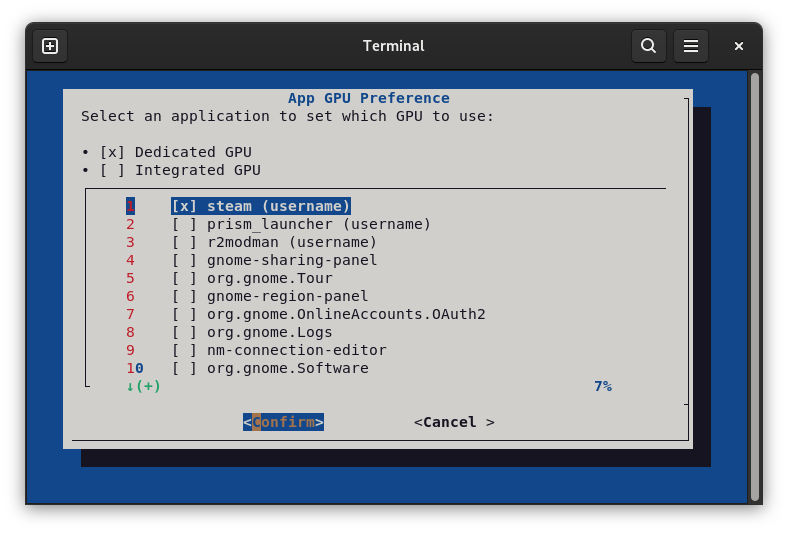 Terminal
App GPU Preference
Select an application to set which GPU to use:
• [x] Dedicated GPU
• [ ] Integrated GPU
1 [x] steam (username)
2 [ ] prism_launcher (username)
3 [ ] r2modman (username)
4 [ ] gnome-sharing-panel
5 [ ] org.gnome.Tour
6 [ ] gnome-region-panel
7 [ ] org.gnome.OnlineAccounts.OAuth2
8 [ ] org.gnome.Logs
9 [ ] nm-connection-editor
10 [ ] org.gnome.Software
↓(+) 7%
<Confirm> <Cancel >